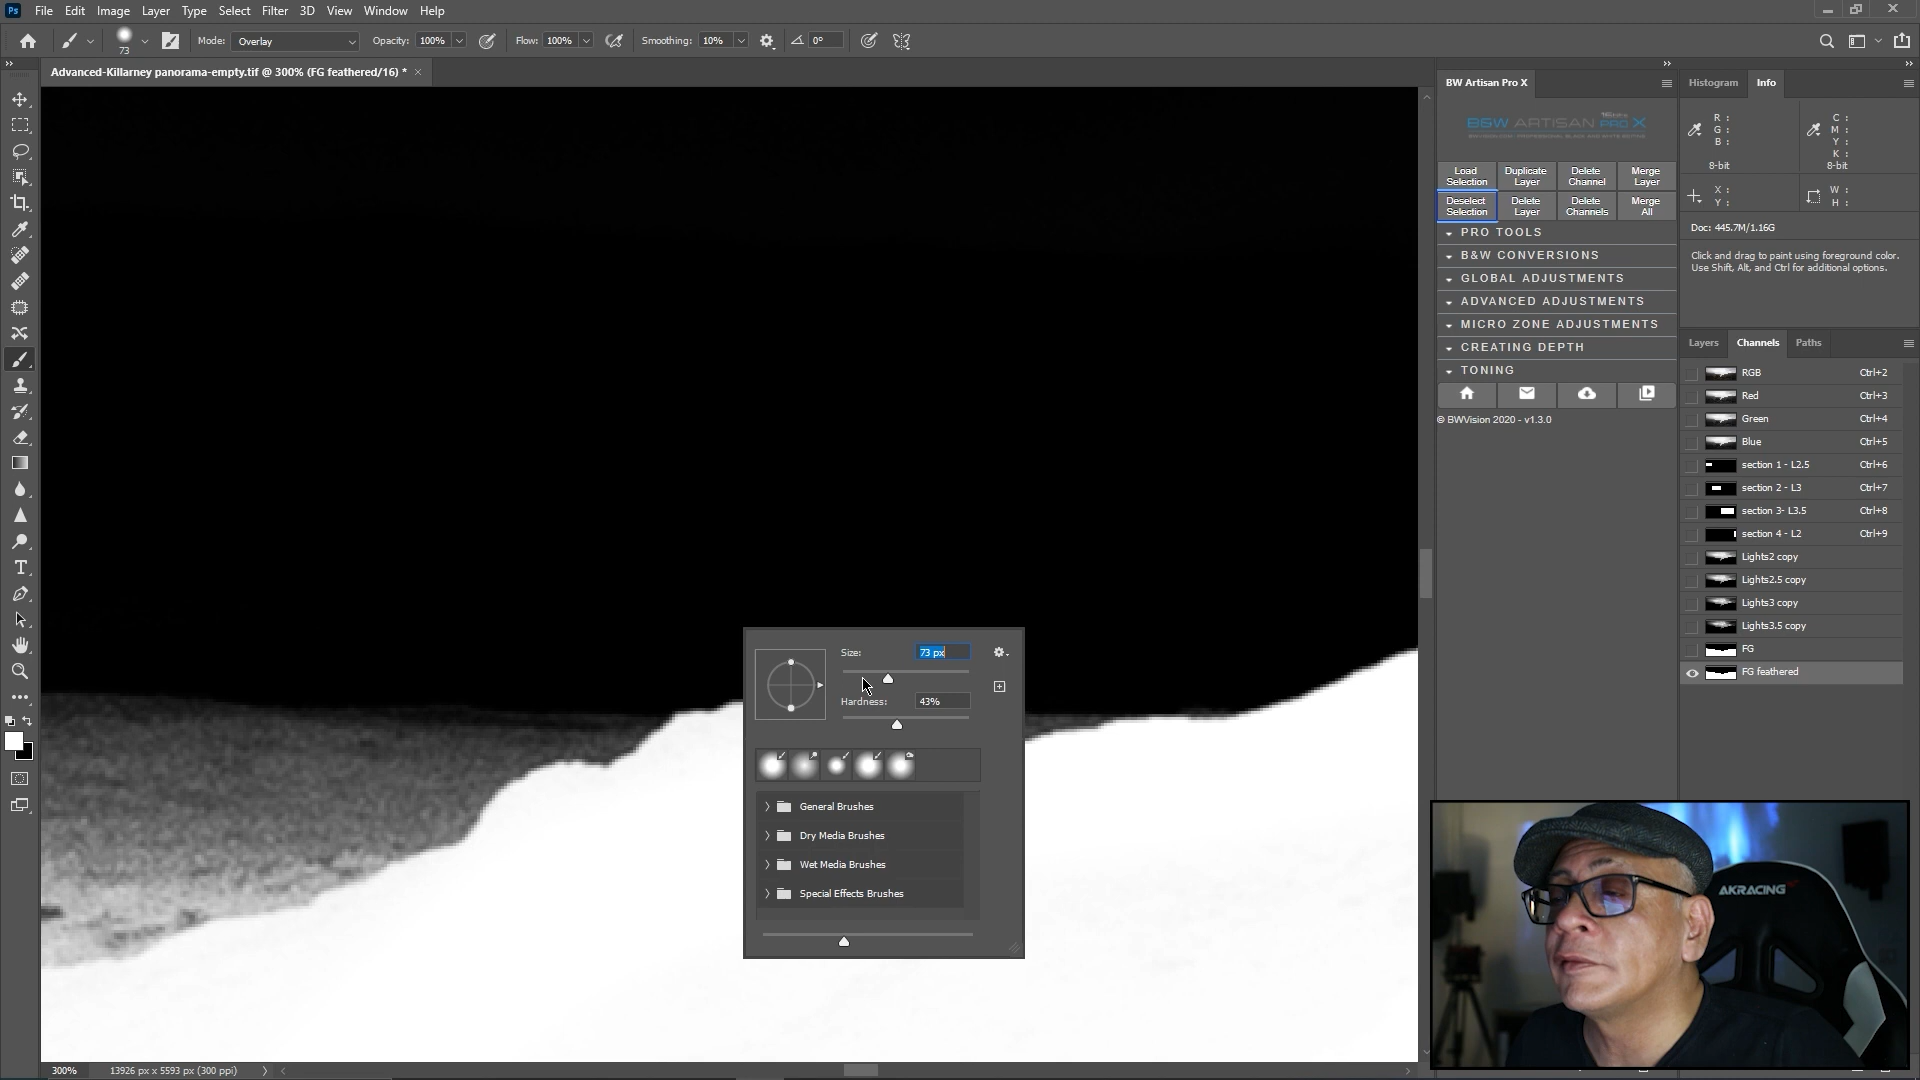 Ps File Edit Image Layer Type Select Filter 3D View Window Help
73 Mode: Overlay Opacity: 100% Flow: 100% Smoothing: 10% 0°
Advanced-Killarney panorama-empty.tif @ 300% (FG feathered/16) * ×
BW Artisan Pro X
B&W ARTISAN PRO X
Load Selection Duplicate Layer Delete Channel Merge Layer
Deselect Selection Delete Layer Delete Channels Merge All
PRO TOOLS
B&W CONVERSIONS
GLOBAL ADJUSTMENTS
ADVANCED ADJUSTMENTS
MICRO ZONE ADJUSTMENTS
CREATING DEPTH
TONING
© BWVision 2020 - v1.3.0
Histogram Info
R : C :
G : M :
B : Y :
K :
8-bit 8-bit
X : W :
Y : H :
Doc: 445.7M/1.16G
Click and drag to paint using foreground color.
Use Shift, Alt, and Ctrl for additional options.
Layers Channels Paths
RGB Ctrl+2
Red Ctrl+3
Green Ctrl+4
Blue Ctrl+5
section 1 - L2.5 Ctrl+6
section 2 - L3 Ctrl+7
section 3- L3.5 Ctrl+8
section 4 - L2 Ctrl+9
Lights2 copy
Lights2.5 copy
Lights3 copy
Lights3.5 copy
FG
FG feathered
Size: 73 px
Hardness: 43%
General Brushes
Dry Media Brushes
Wet Media Brushes
Special Effects Brushes
AKRACING
300% 13926 px x 5593 px (300 ppi)